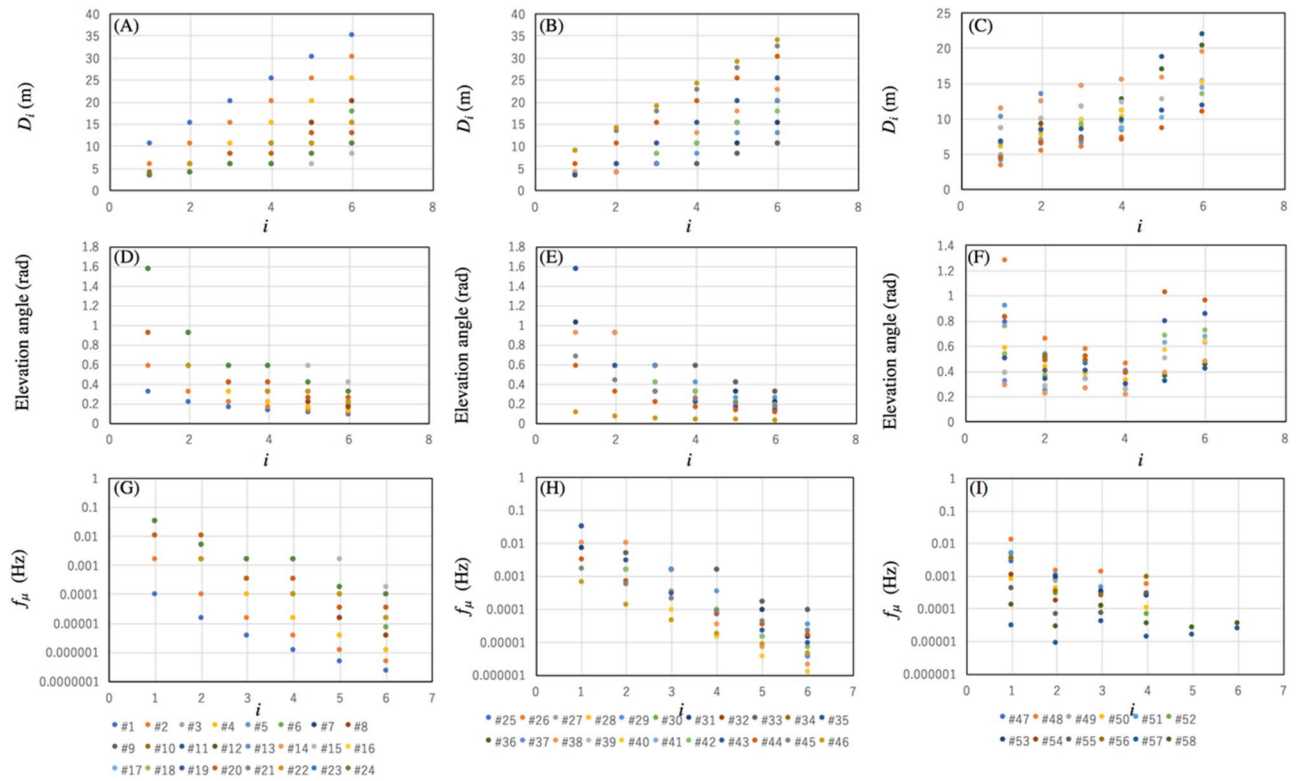 (A)
40
35
30
25
20
15
10
5
0
Di (m)
0 2 4 6 8
i
(B)
40
35
30
25
20
15
10
5
0
Di (m)
0 2 4 6 8
i
(C)
25
20
15
10
5
0
Di (m)
0 2 4 6 8
i
(D)
1.8
1.6
1.4
1.2
1
0.8
0.6
0.4
0.2
0
Elevation angle (rad)
0 2 4 6 8
i
(E)
1.8
1.6
1.4
1.2
1
0.8
0.6
0.4
0.2
0
Elevation angle (rad)
0 2 4 6 8
i
(F)
1.4
1.2
1
0.8
0.6
0.4
0.2
0
Elevation angle (rad)
0 2 4 6 8
i
(G)
1
0.1
0.01
0.001
0.0001
0.00001
0.000001
0.0000001
fμ (Hz)
0 1 2 3 4 5 6 7
i
#1 #2 #3 #4 #5 #6 #7 #8
#9 #10 #11 #12 #13 #14 #15 #16
#17 #18 #19 #20 #21 #22 #23 #24
(H)
1
0.1
0.01
0.001
0.0001
0.00001
0.000001
fμ (Hz)
0 1 2 3 4 5 6 7
i
#25 #26 #27 #28 #29 #30 #31 #32 #33 #34 #35
#36 #37 #38 #39 #40 #41 #42 #43 #44 #45 #46
(I)
1
0.1
0.01
0.001
0.0001
0.00001
0.000001
fμ (Hz)
0 1 2 3 4 5 6 7
i
#47 #48 #49 #50 #51 #52
#53 #54 #55 #56 #57 #58